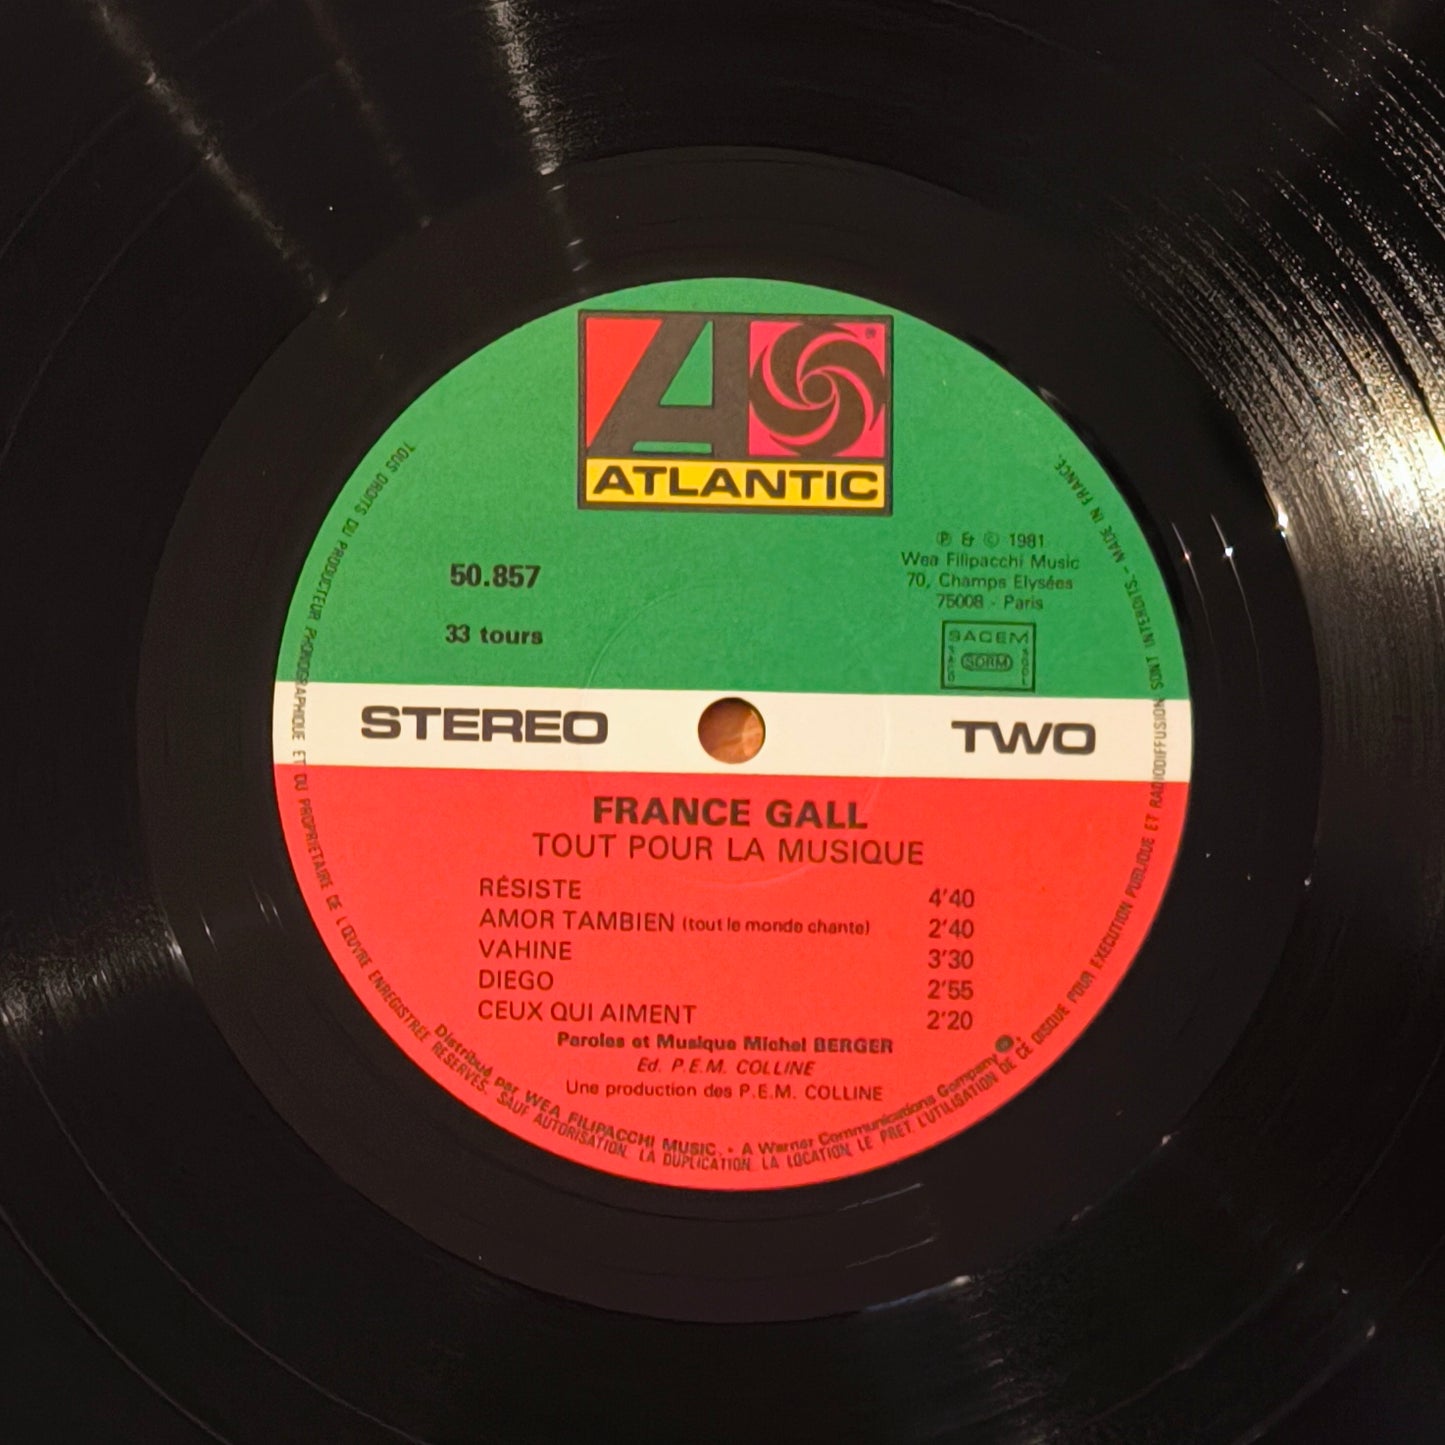 ATLANTIC
®
50.857
33 tours
℗ & © 1981
Wea Filipacchi Music
70, Champs Elysées
75008 - Paris
SACEM
SDRM
STEREO
TWO
FRANCE GALL
TOUT POUR LA MUSIQUE
RÉSISTE 4'40
AMOR TAMBIEN (tout le monde chante) 2'40
VAHINE 3'30
DIEGO 2'55
CEUX QUI AIMENT 2'20
Paroles et Musique Michel BERGER
Ed. P.E.M. COLLINE
Une production des P.E.M. COLLINE
Distribué par WEA FILIPACCHI MUSIC. • A Warner Communications Company
TOUS DROITS DU PRODUCTEUR PHONOGRAPHIQUE ET DU PROPRIETAIRE DE L'ŒUVRE ENREGISTREE RESERVES. SAUF AUTORISATION, LA DUPLICATION, LA LOCATION, LE PRET, L'UTILISATION DE CE DISQUE POUR EXECUTION PUBLIQUE ET RADIODIFFUSION SONT INTERDITS. - MADE IN FRANCE.